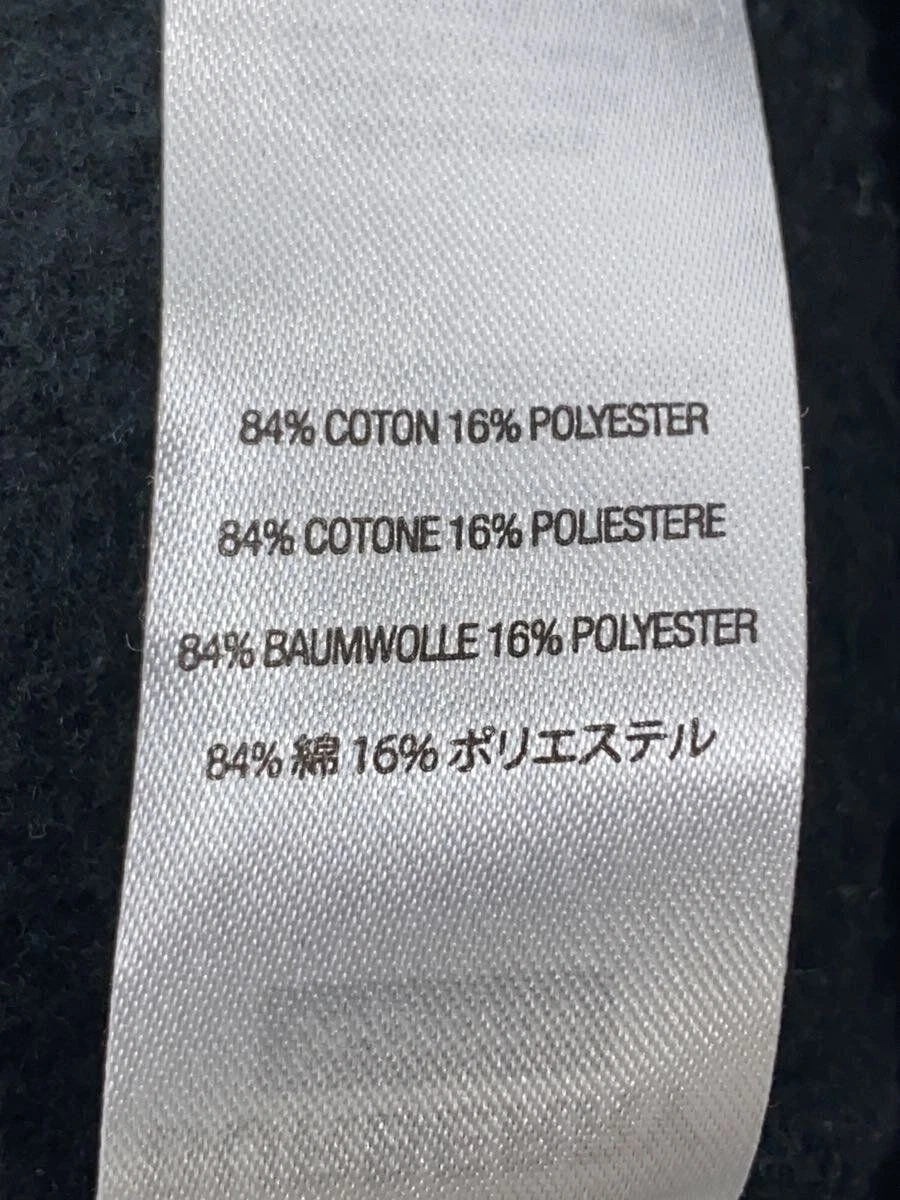 84% COTON 16% POLYESTER
84% COTONE 16% POLIESTERE
84% BAUMWOLLE 16% POLYESTER
84% 綿 16% ポリエステル